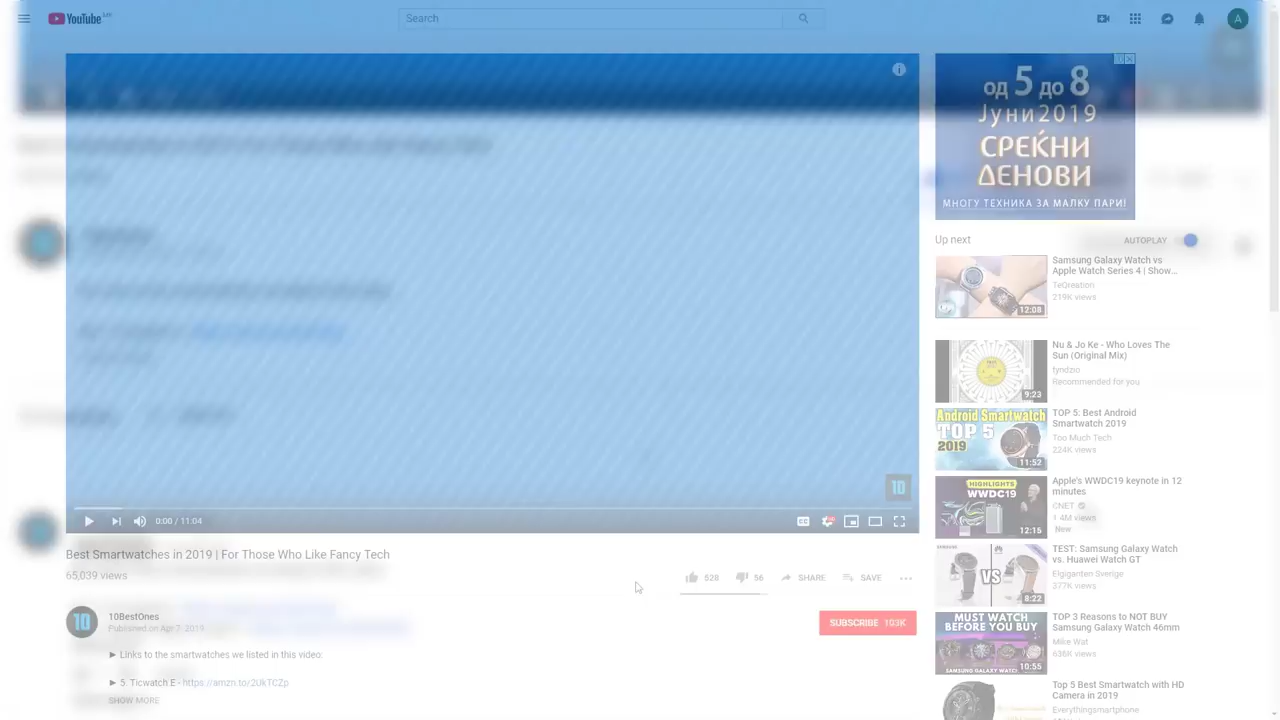 YouTube
Search
A
од 5 до 8
Јуни2019
СРЕЌНИ
ДЕНОВИ
МНОГУ ТЕХНИКА ЗА МАЛКУ ПАРИ!
Up next
AUTOPLAY
Samsung Galaxy Watch vs
Apple Watch Series 4 | Show...
TeQreation
219K views
12:08
Nu & Jo Ke - Who Loves The
Sun (Original Mix)
tyndzio
Recommended for you
9:23
Android Smartwatch
TOP 5
2019
11:52
TOP 5: Best Android
Smartwatch 2019
Too Much Tech
224K views
HIGHLIGHTS
WWDC19
12:16
Apple's WWDC19 keynote in 12
minutes
CNET
1.4M views
New
SAMSUNG
VS
8:22
TEST: Samsung Galaxy Watch
vs. Huawei Watch GT
Elgiganten Sverige
377K views
MUST WATCH
BEFORE YOU BUY
SAMSUNG GALAXY WATCH
10:55
TOP 3 Reasons to NOT BUY
Samsung Galaxy Watch 46mm
Mike Wat
636K views
Top 5 Best Smartwatch with HD
Camera in 2019
Everythingsmartphone
10
0:00 / 11:04
Best Smartwatches in 2019 | For Those Who Like Fancy Tech
65,039 views
628
56
SHARE
SAVE
10
10BestOnes
Published on Apr 7, 2019
SUBSCRIBE 103K
► Links to the smartwatches we listed in this video:
► 5. Ticwatch E - https://amzn.to/2UkTCZp
SHOW MORE